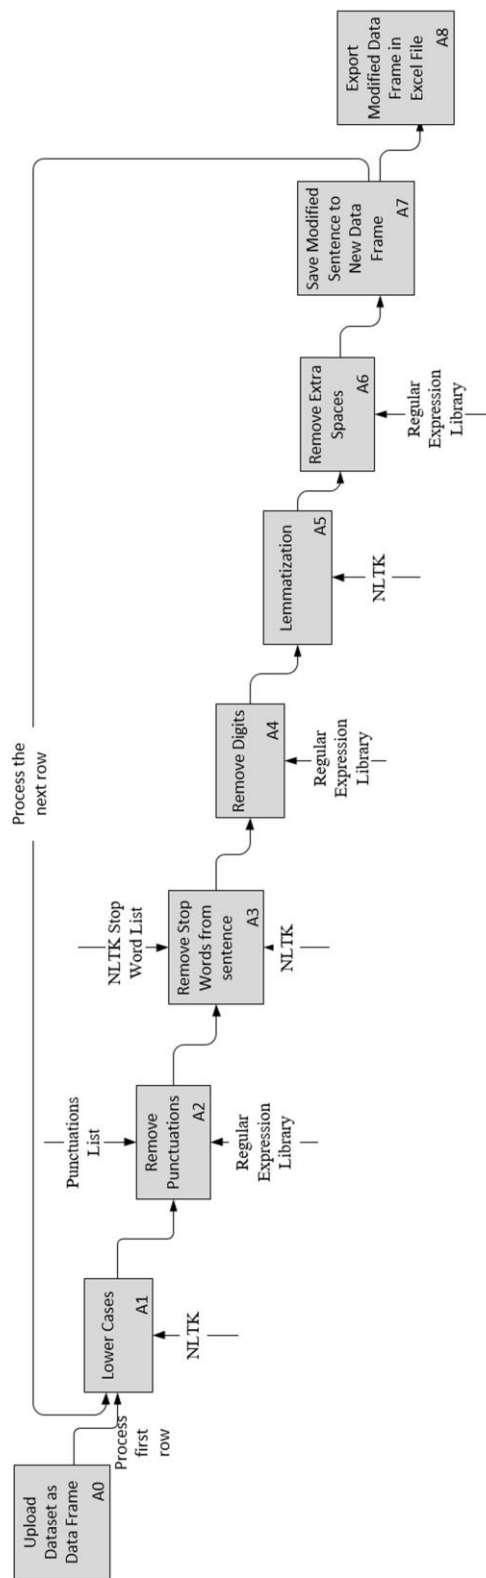 Upload
Dataset as
Data Frame
A0
Process
first
row
Lower Cases
A1
NLTK
Punctuations
List
Remove
Punctuations
A2
Regular
Expression
Library
NLTK Stop
Word List
Remove Stop
Words from
sentence
A3
NLTK
Process the
next row
Remove Digits
A4
Regular
Expression
Library
Lemmatization
A5
NLTK
Remove Extra
Spaces
A6
Regular
Expression
Library
Save Modified
Sentence to
New Data
Frame
A7
Export
Modified Data
Frame in
Excel File
A8